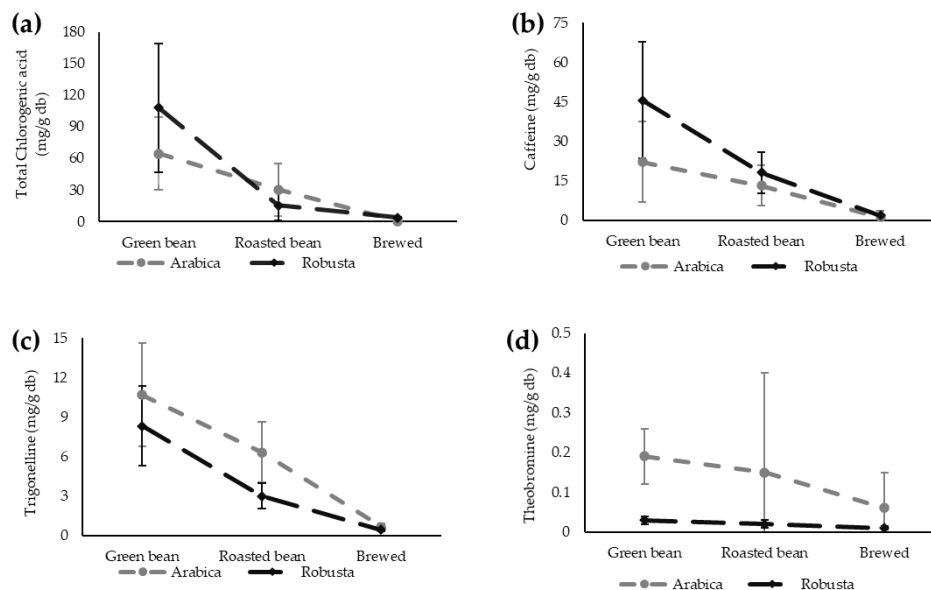 (a)
Total Chlorogenic acid
(mg/g db)
180
150
120
90
60
30
0
Green bean Roasted bean Brewed
Arabica Robusta
(b)
Caffeine (mg/g db)
75
60
45
30
15
0
Green bean Roasted bean Brewed
Arabica Robusta
(c)
Trigonelline (mg/g db)
15
12
9
6
3
0
Green bean Roasted bean Brewed
Arabica Robusta
(d)
Theobromine (mg/g db)
0.5
0.4
0.3
0.2
0.1
0
Green bean Roasted bean Brewed
Arabica Robusta